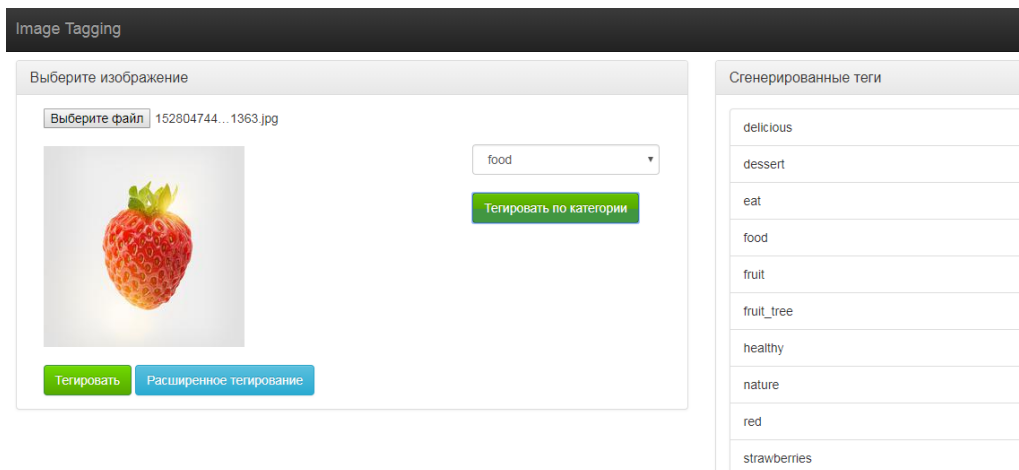 Image Tagging
Выберите изображение
Выберите файл 152804744...1363.jpg
food
Тегировать по категории
Тегировать Расширенное тегирование
Сгенерированные теги
delicious
dessert
eat
food
fruit
fruit_tree
healthy
nature
red
strawberries